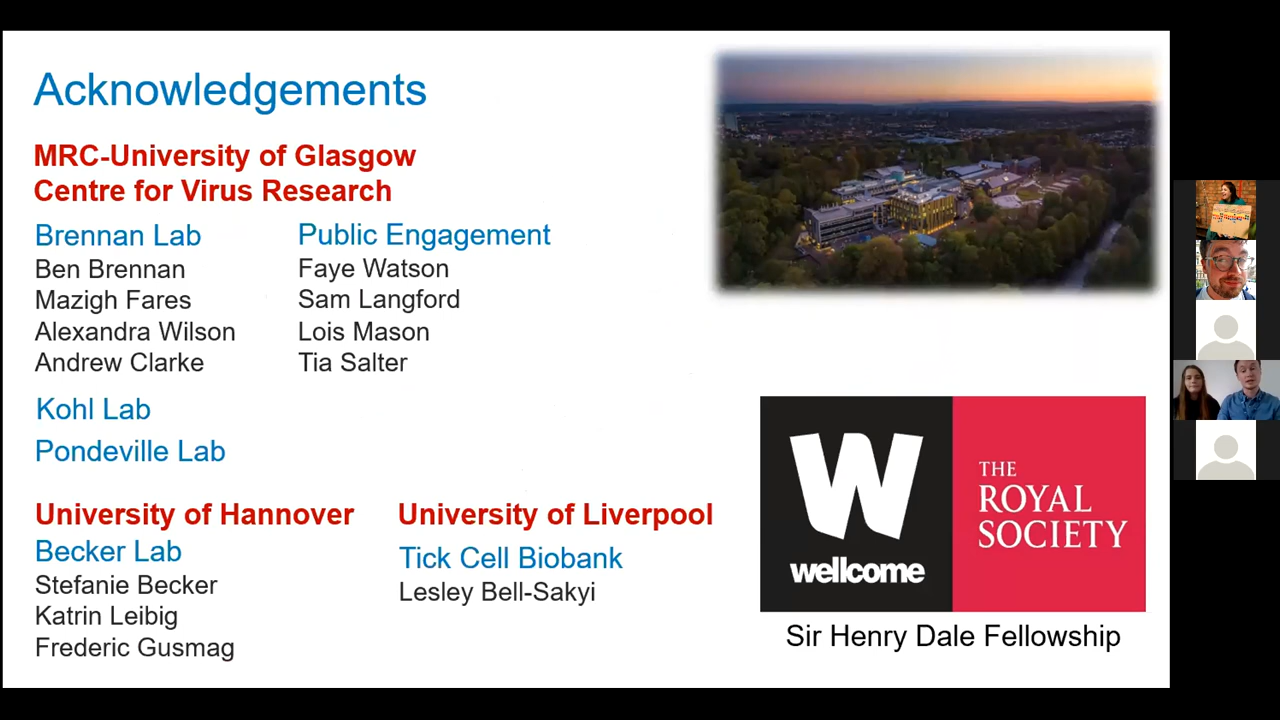 Acknowledgements
MRC-University of Glasgow
Centre for Virus Research
Brennan Lab
Ben Brennan
Mazigh Fares
Alexandra Wilson
Andrew Clarke
Public Engagement
Faye Watson
Sam Langford
Lois Mason
Tia Salter
Kohl Lab
Pondeville Lab
University of Hannover
Becker Lab
Stefanie Becker
Katrin Leibig
Frederic Gusmag
University of Liverpool
Tick Cell Biobank
Lesley Bell-Sakyi
W
wellcome
THE
ROYAL
SOCIETY
Sir Henry Dale Fellowship